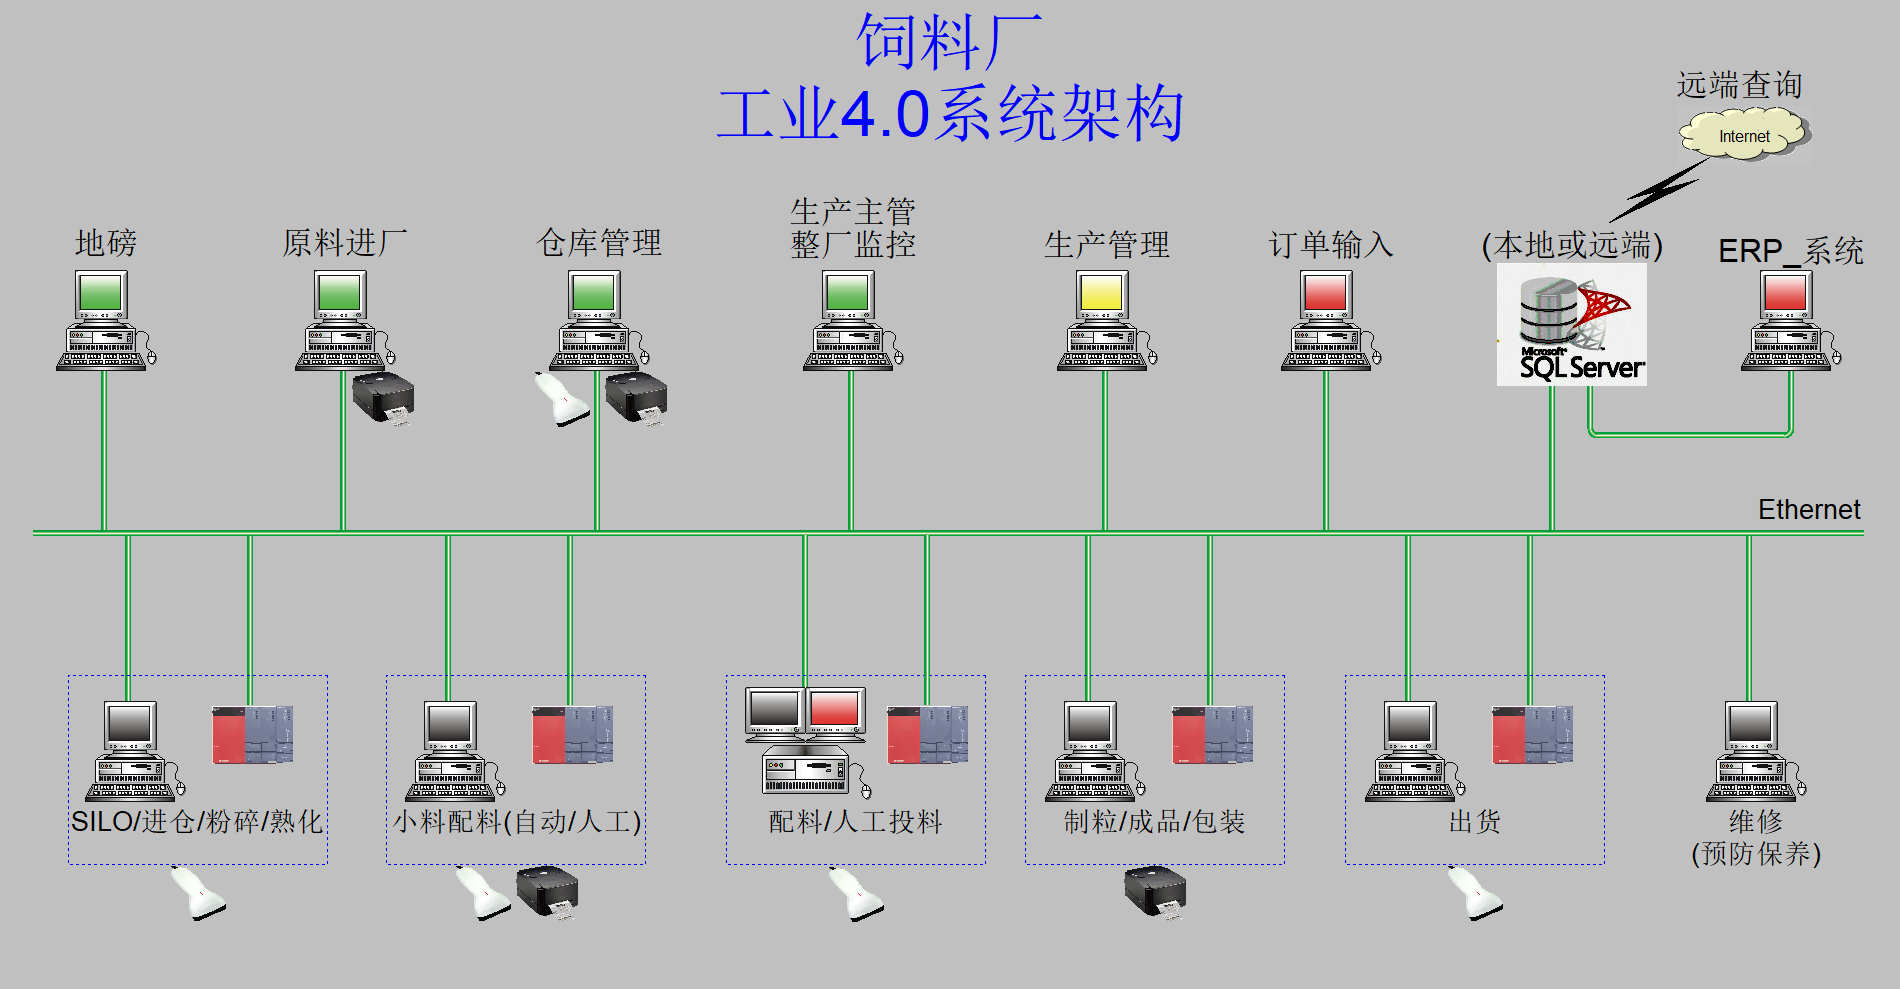 饲料厂
工业4.0系统架构
远端查询
Internet
地磅
原料进厂
仓库管理
生产主管
整厂监控
生产管理
订单输入
(本地或远端)
ERP_系统
Microsoft
SQL Server
Ethernet
SILO/进仓/粉碎/熟化
小料配料(自动/人工)
配料/人工投料
制粒/成品/包装
出货
维修
(预防保养)